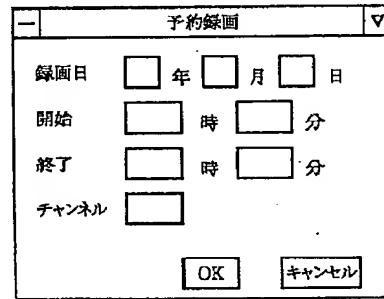 予約録画
録画日 年 月 日
開始 時 分
終了 時 分
チャンネル
OK キャンセル